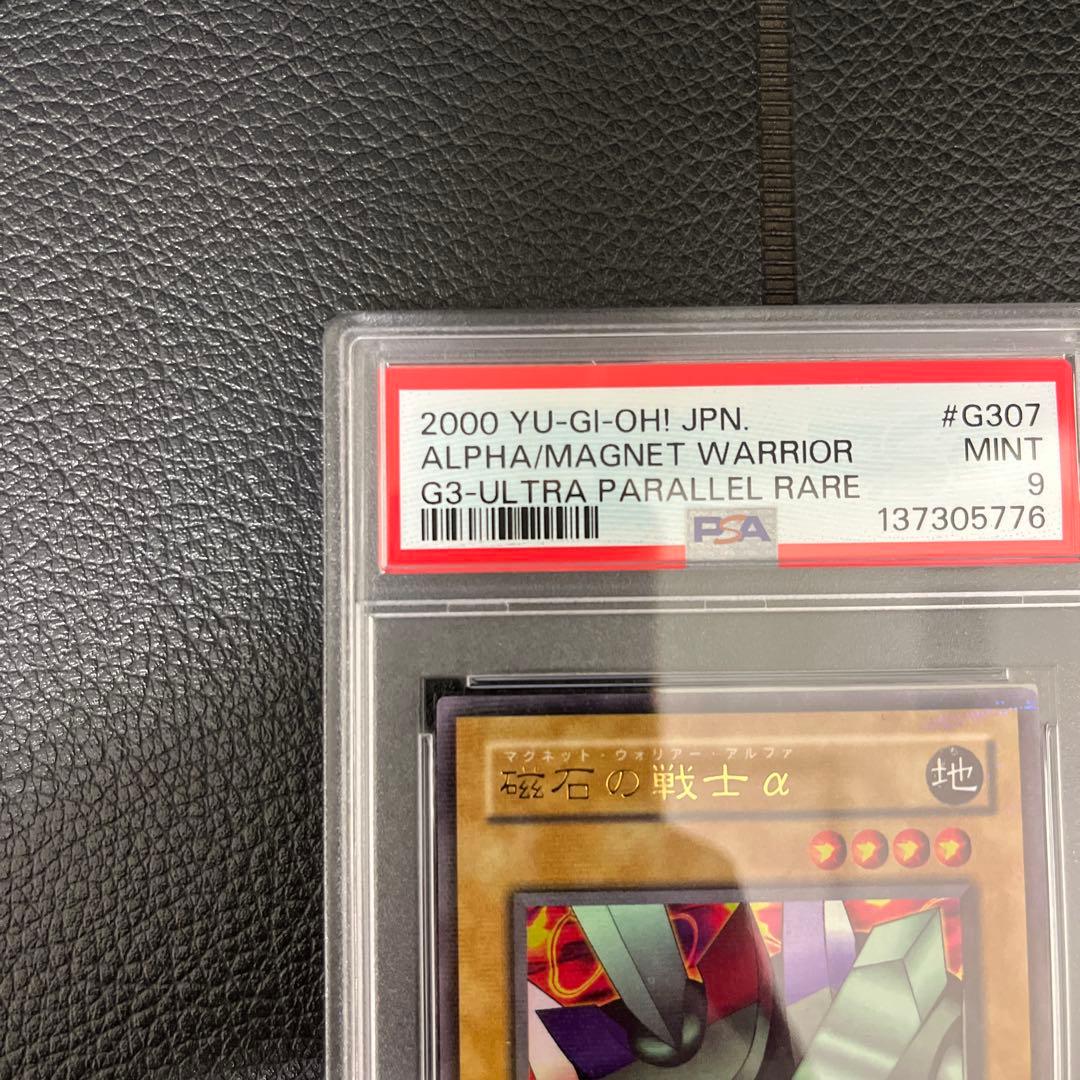 2000 YU-GI-OH! JPN. #G307
ALPHA/MAGNET WARRIOR MINT
G3-ULTRA PARALLEL RARE 9
PSA 137305776
マグネット・ウォリアー・アルファ
磁石の戦士α 地